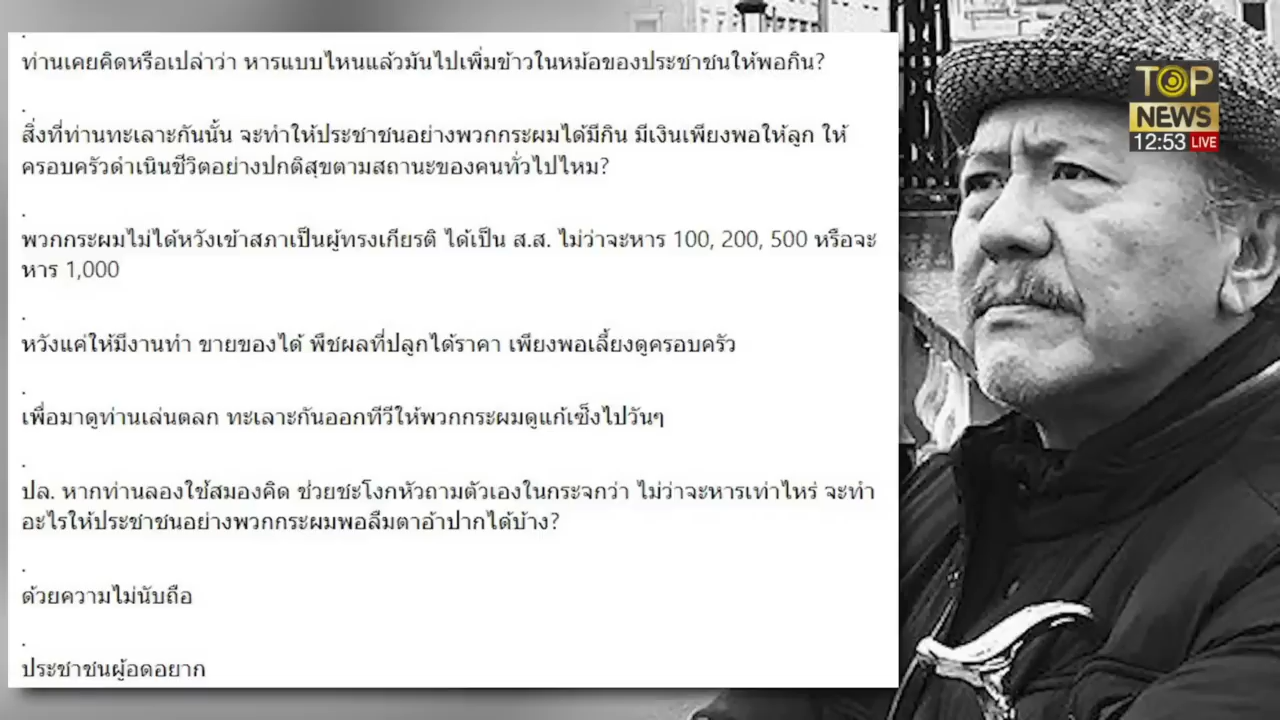 .
ท่านเคยคิดหรือเปล่าว่า หารแบบไหนแล้วมันไปเพิ่มข้าวในหม้อของประชาชนให้พอกิน?
.
สิ่งที่ท่านทะเลาะกันนั้น จะทำให้ประชาชนอย่างพวกกระผมได้มีกิน มีเงินเพียงพอให้ลูก ให้
ครอบครัวดำเนินชีวิตอย่างปกติสุขตามสถานะของคนทั่วไปไหม?
.
พวกกระผมไม่ได้หวังเข้าสภาเป็นผู้ทรงเกียรติ ได้เป็น ส.ส. ไม่ว่าจะหาร 100, 200, 500 หรือจะ
หาร 1,000
.
หวังแค่ให้มีงานทำ ขายของได้ พืชผลที่ปลูกได้ราคา เพียงพอเลี้ยงดูครอบครัว
.
เพื่อมาดูท่านเล่นตลก ทะเลาะกันออกทีวีให้พวกกระผมดูแก้เซ็งไปวันๆ
.
ปล. หากท่านลองใช้สมองคิด ช่วยชะโงกหัวถามตัวเองในกระจกว่า ไม่ว่าจะหารเท่าไหร่ จะทำ
อะไรให้ประชาชนอย่างพวกกระผมพอลืมตาอ้าปากได้บ้าง?
.
ด้วยความไม่นับถือ
.
ประชาชนผู้อดอยาก
TOP
NEWS
12:53 LIVE